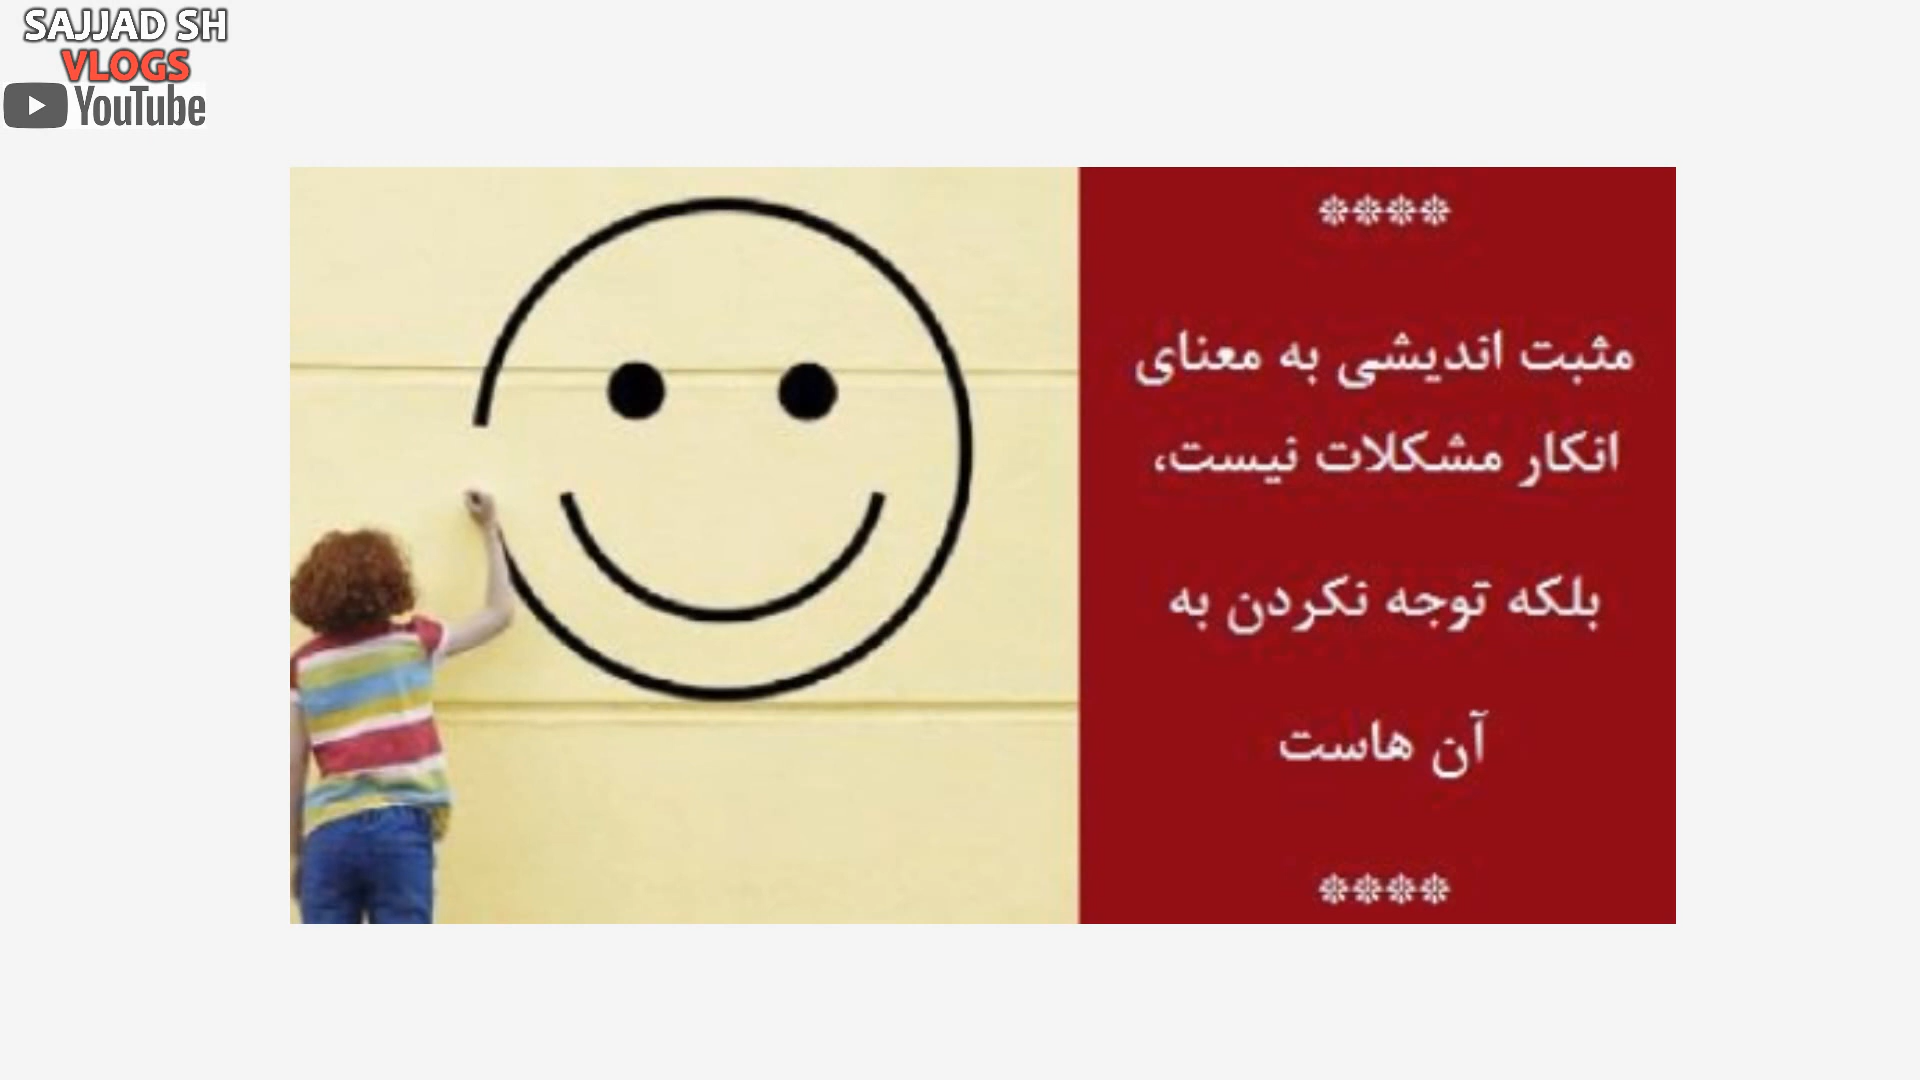 SAJJAD SH
VLOGS
YouTube
❊❊❊❊
مثبت اندیشی به معنای
انکار مشکلات نیست،
بلکه توجه نکردن به
آن هاست
❊❊❊❊